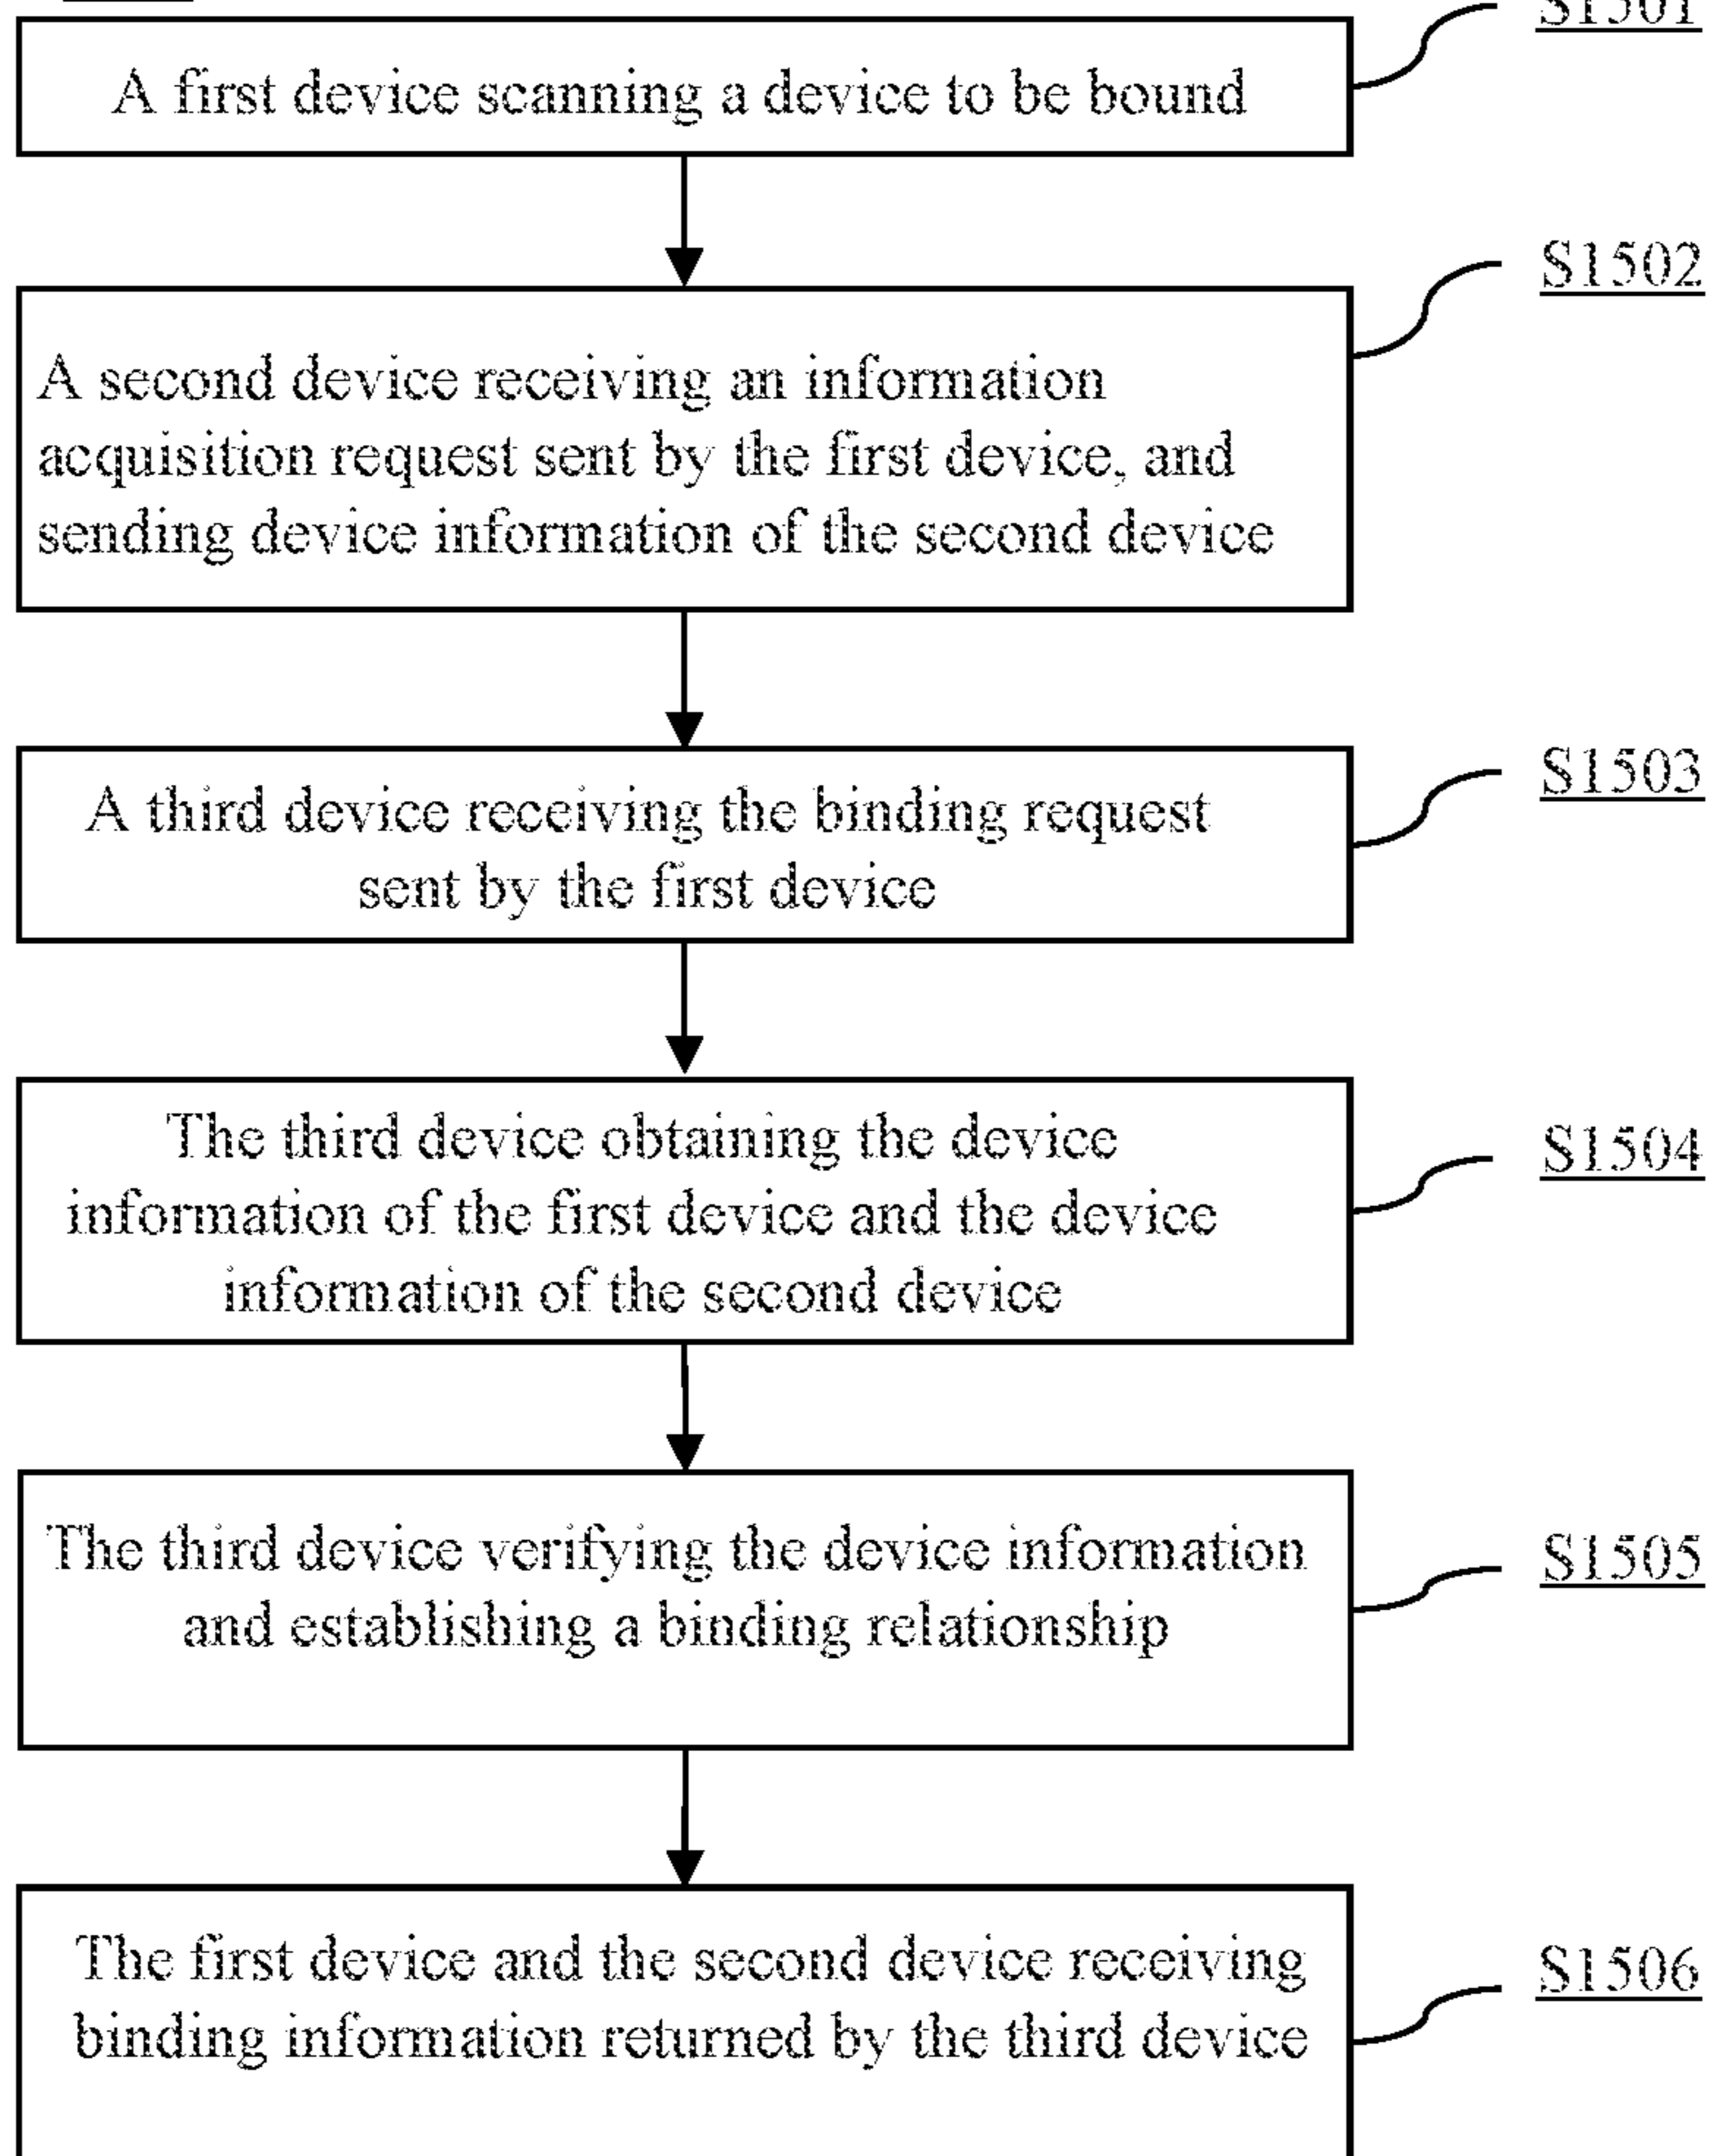 S1501
A first device scanning a device to be bound
S1502
A second device receiving an information
acquisition request sent by the first device, and
sending device information of the second device
S1503
A third device receiving the binding request
sent by the first device
S1504
The third device obtaining the device
information of the first device and the device
information of the second device
S1505
The third device verifying the device information
and establishing a binding relationship
S1506
The first device and the second device receiving
binding information returned by the third device